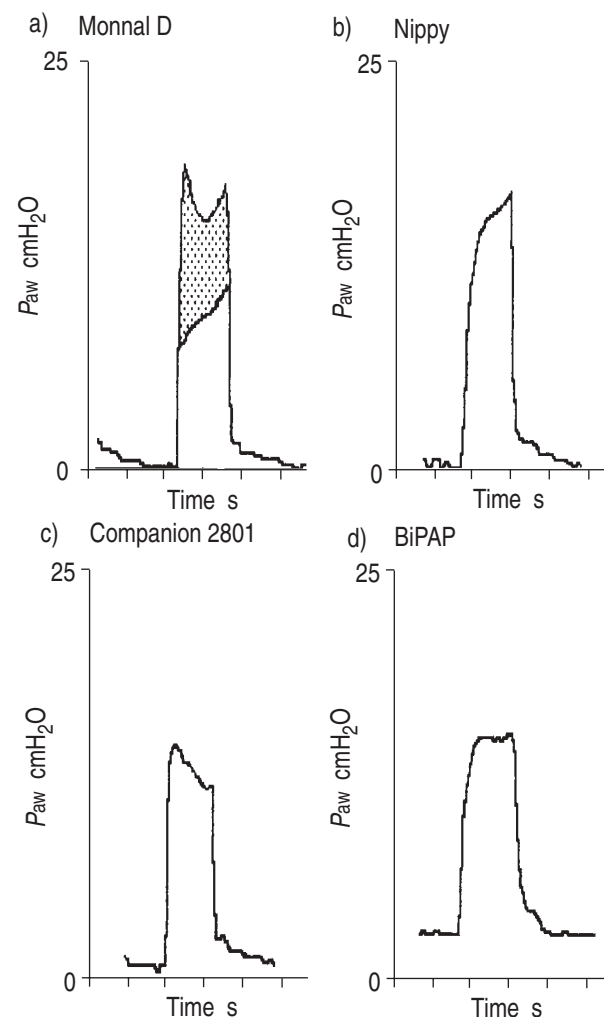 a) Monnal D
25
Paw cmH2O
0
Time s
b) Nippy
25
Paw cmH2O
0
Time s
c) Companion 2801
25
Paw cmH2O
0
Time s
d) BiPAP
25
Paw cmH2O
0
Time s